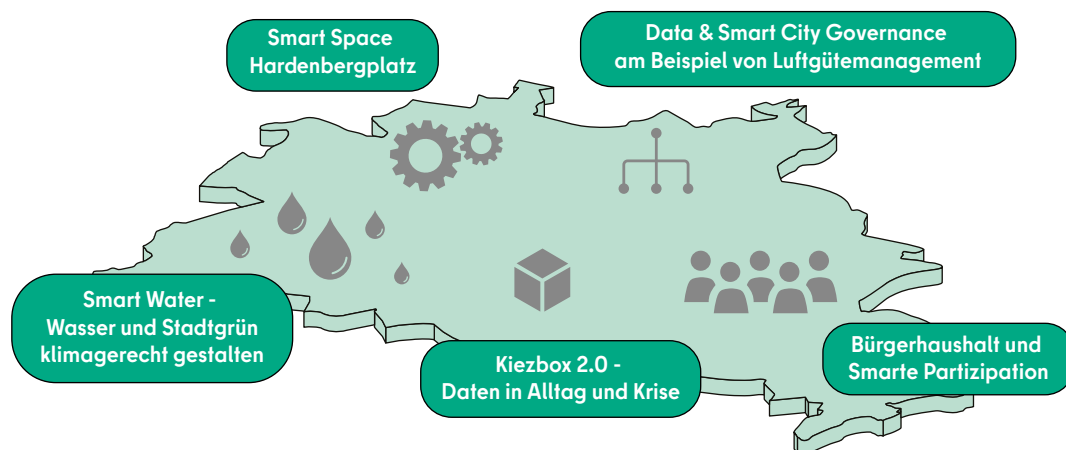 Smart Space
Hardenbergplatz
Data & Smart City Governance
am Beispiel von Luftgütemanagement
Smart Water -
Wasser und Stadtgrün
klimagerecht gestalten
Kiezbox 2.0 -
Daten in Alltag und Krise
Bürgerhaushalt und
Smarte Partizipation